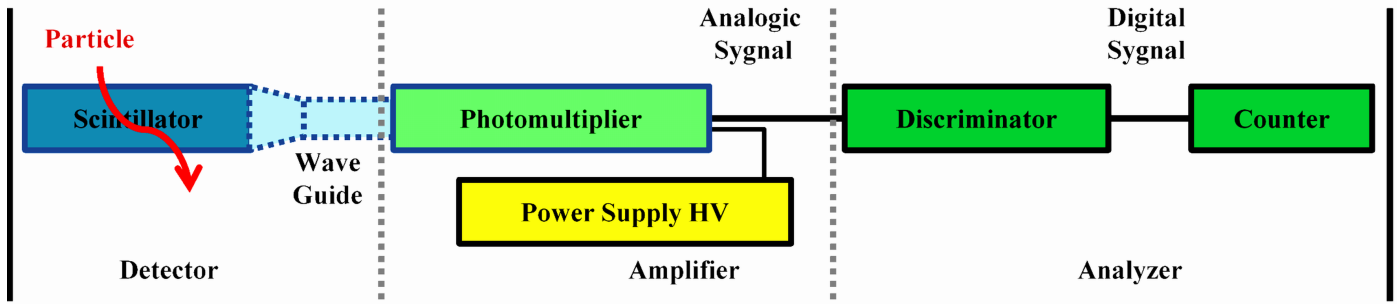 Particle
Analogic
Sygnal
Digital
Sygnal
Scintillator
Photomultiplier
Discriminator
Counter
Wave
Guide
Power Supply HV
Detector
Amplifier
Analyzer